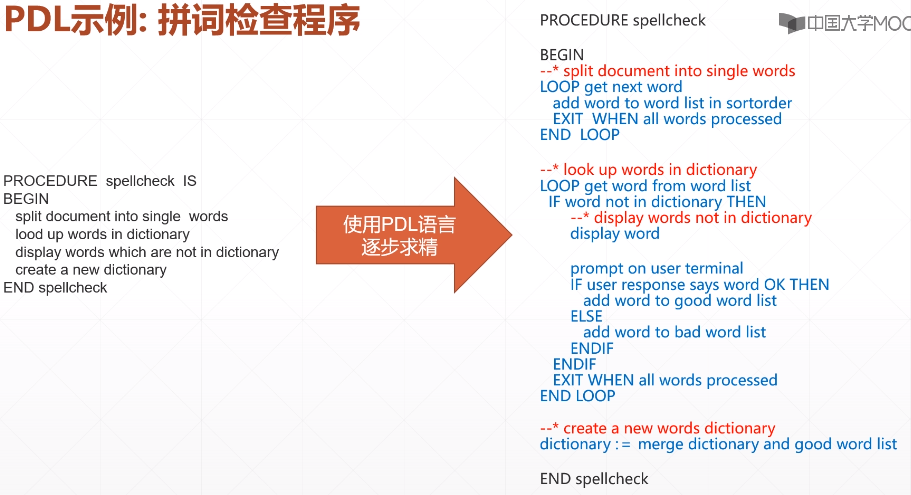 PDL示例: 拼词检查程序
中国大学MOO
PROCEDURE spellcheck IS
BEGIN
split document into single words
lood up words in dictionary
display words which are not in dictionary
create a new dictionary
END spellcheck
使用PDL语言
逐步求精
PROCEDURE spellcheck
BEGIN
--* split document into single words
LOOP get next word
add word to word list in sortorder
EXIT WHEN all words processed
END LOOP
--* look up words in dictionary
LOOP get word from word list
IF word not in dictionary THEN
--* display words not in dictionary
display word
prompt on user terminal
IF user response says word OK THEN
add word to good word list
ELSE
add word to bad word list
ENDIF
ENDIF
EXIT WHEN all words processed
END LOOP
--* create a new words dictionary
dictionary := merge dictionary and good word list
END spellcheck